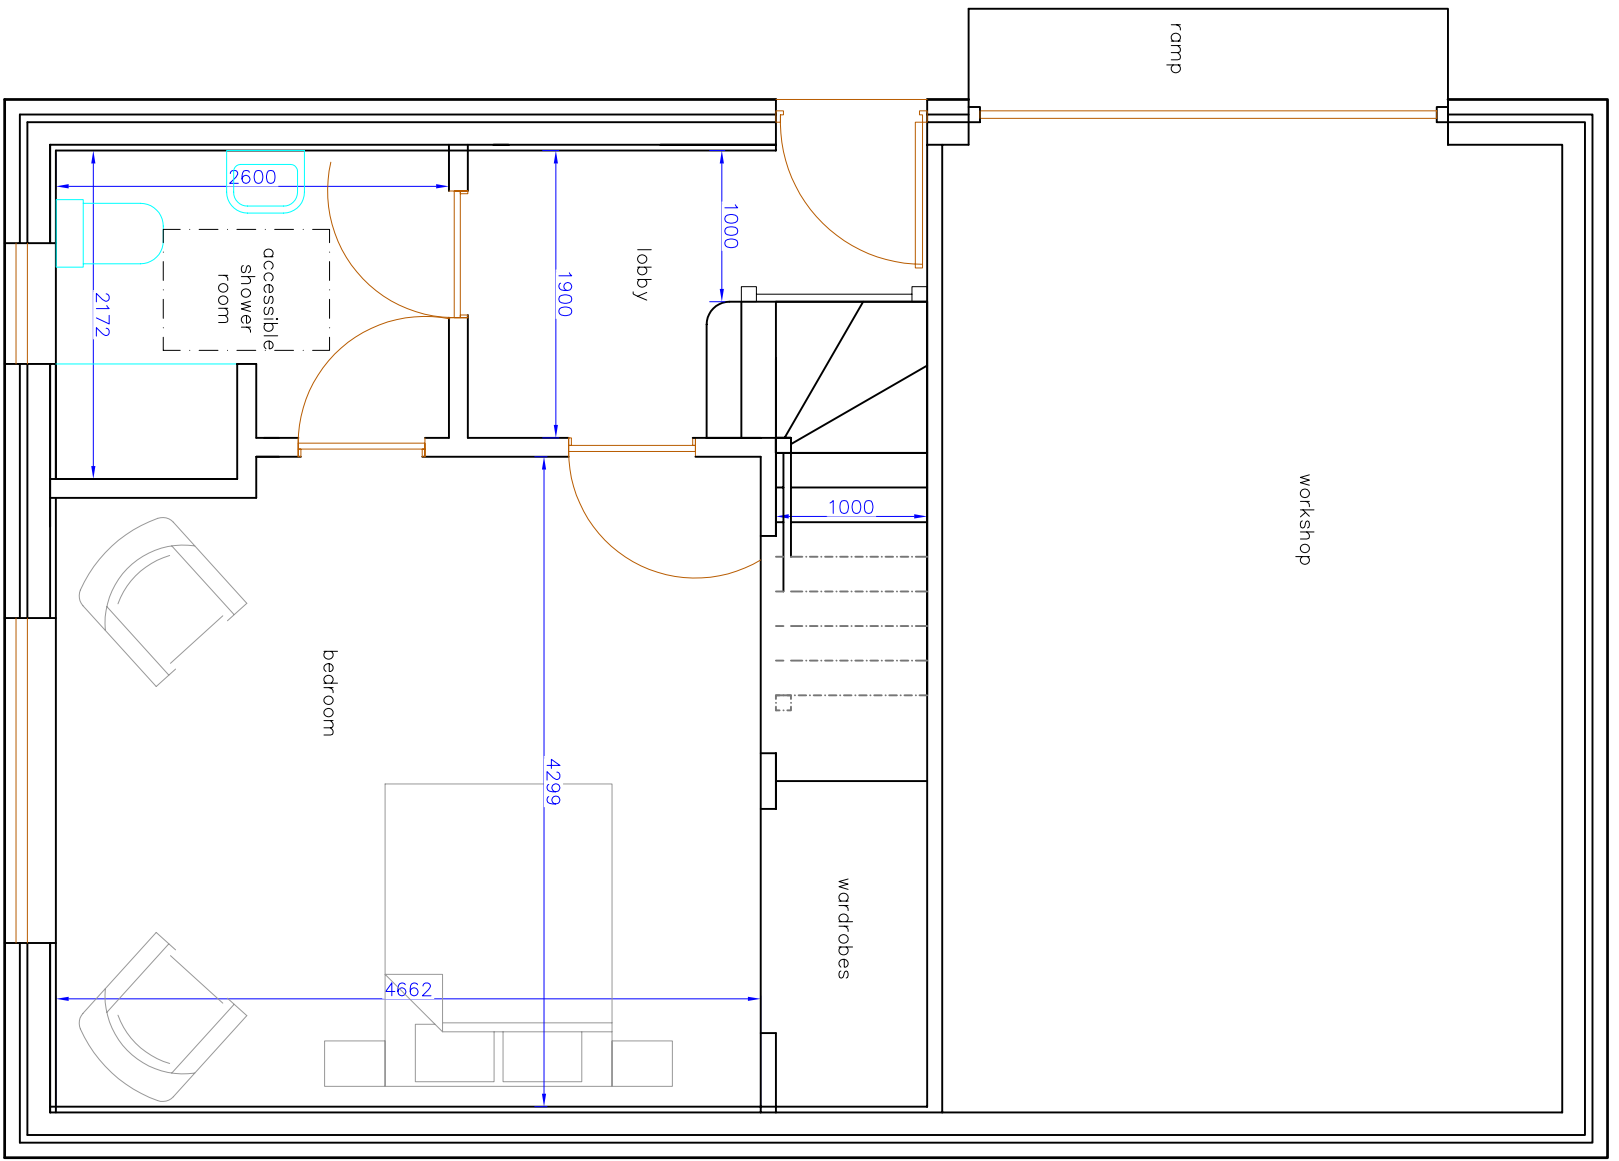 ramp
2600
1000
lobby
accessible
shower
room
1900
2172
1000
workshop
bedroom
4299
wardrobes
4662